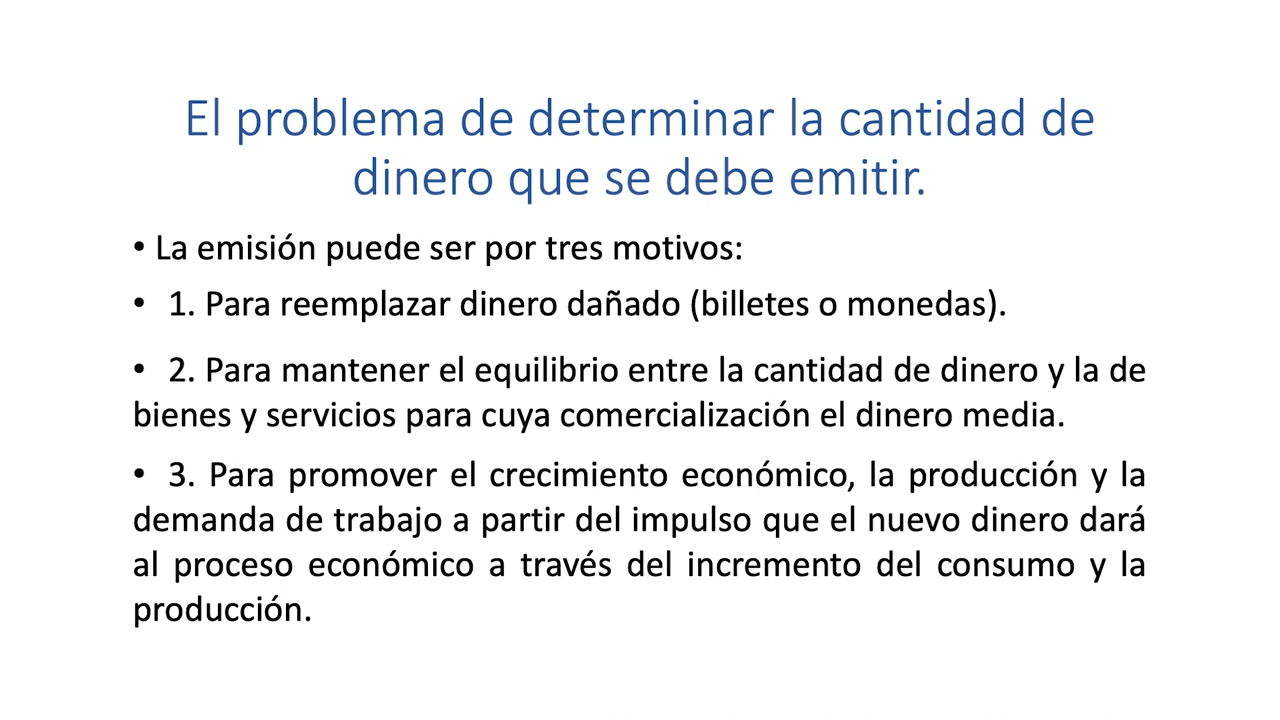 El problema de determinar la cantidad de
dinero que se debe emitir.
• La emisión puede ser por tres motivos:
• 1. Para reemplazar dinero dañado (billetes o monedas).
• 2. Para mantener el equilibrio entre la cantidad de dinero y la de
bienes y servicios para cuya comercialización el dinero media.
• 3. Para promover el crecimiento económico, la producción y la
demanda de trabajo a partir del impulso que el nuevo dinero dará
al proceso económico a través del incremento del consumo y la
producción.